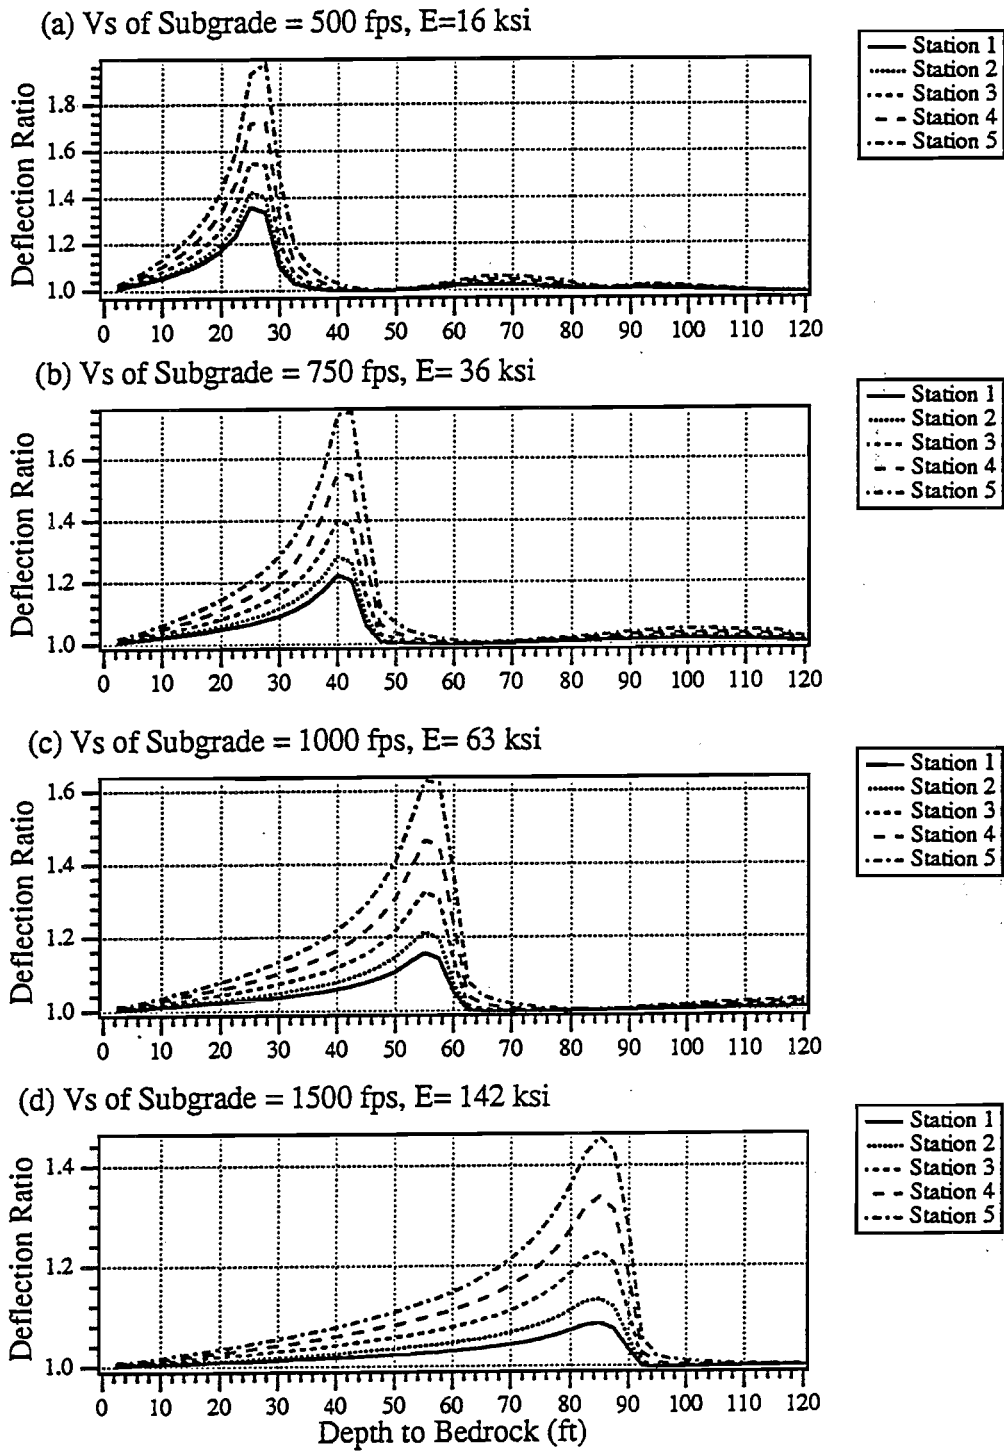 (a) Vs of Subgrade = 500 fps, E=16 ksi
Deflection Ratio
1.8
1.6
1.4
1.2
1.0
0 10 20 30 40 50 60 70 80 90 100 110 120
Station 1
Station 2
Station 3
Station 4
Station 5
(b) Vs of Subgrade = 750 fps, E= 36 ksi
Deflection Ratio
1.6
1.4
1.2
1.0
0 10 20 30 40 50 60 70 80 90 100 110 120
Station 1
Station 2
Station 3
Station 4
Station 5
(c) Vs of Subgrade = 1000 fps, E= 63 ksi
Deflection Ratio
1.6
1.4
1.2
1.0
0 10 20 30 40 50 60 70 80 90 100 110 120
Station 1
Station 2
Station 3
Station 4
Station 5
(d) Vs of Subgrade = 1500 fps, E= 142 ksi
Deflection Ratio
1.4
1.2
1.0
0 10 20 30 40 50 60 70 80 90 100 110 120
Depth to Bedrock (ft)
Station 1
Station 2
Station 3
Station 4
Station 5